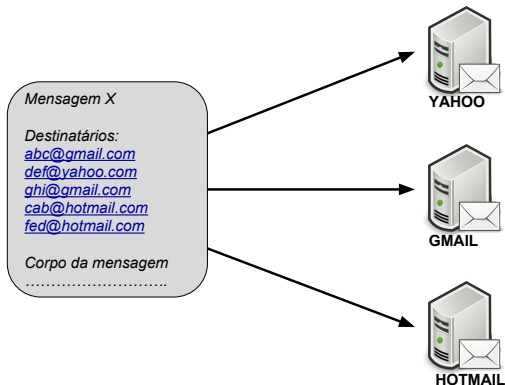 Mensagem X
Destinatários:
abc@gmail.com
def@yahoo.com
ghi@gmail.com
cab@hotmail.com
fed@hotmail.com
Corpo da mensagem
……………………….
YAHOO
GMAIL
HOTMAIL